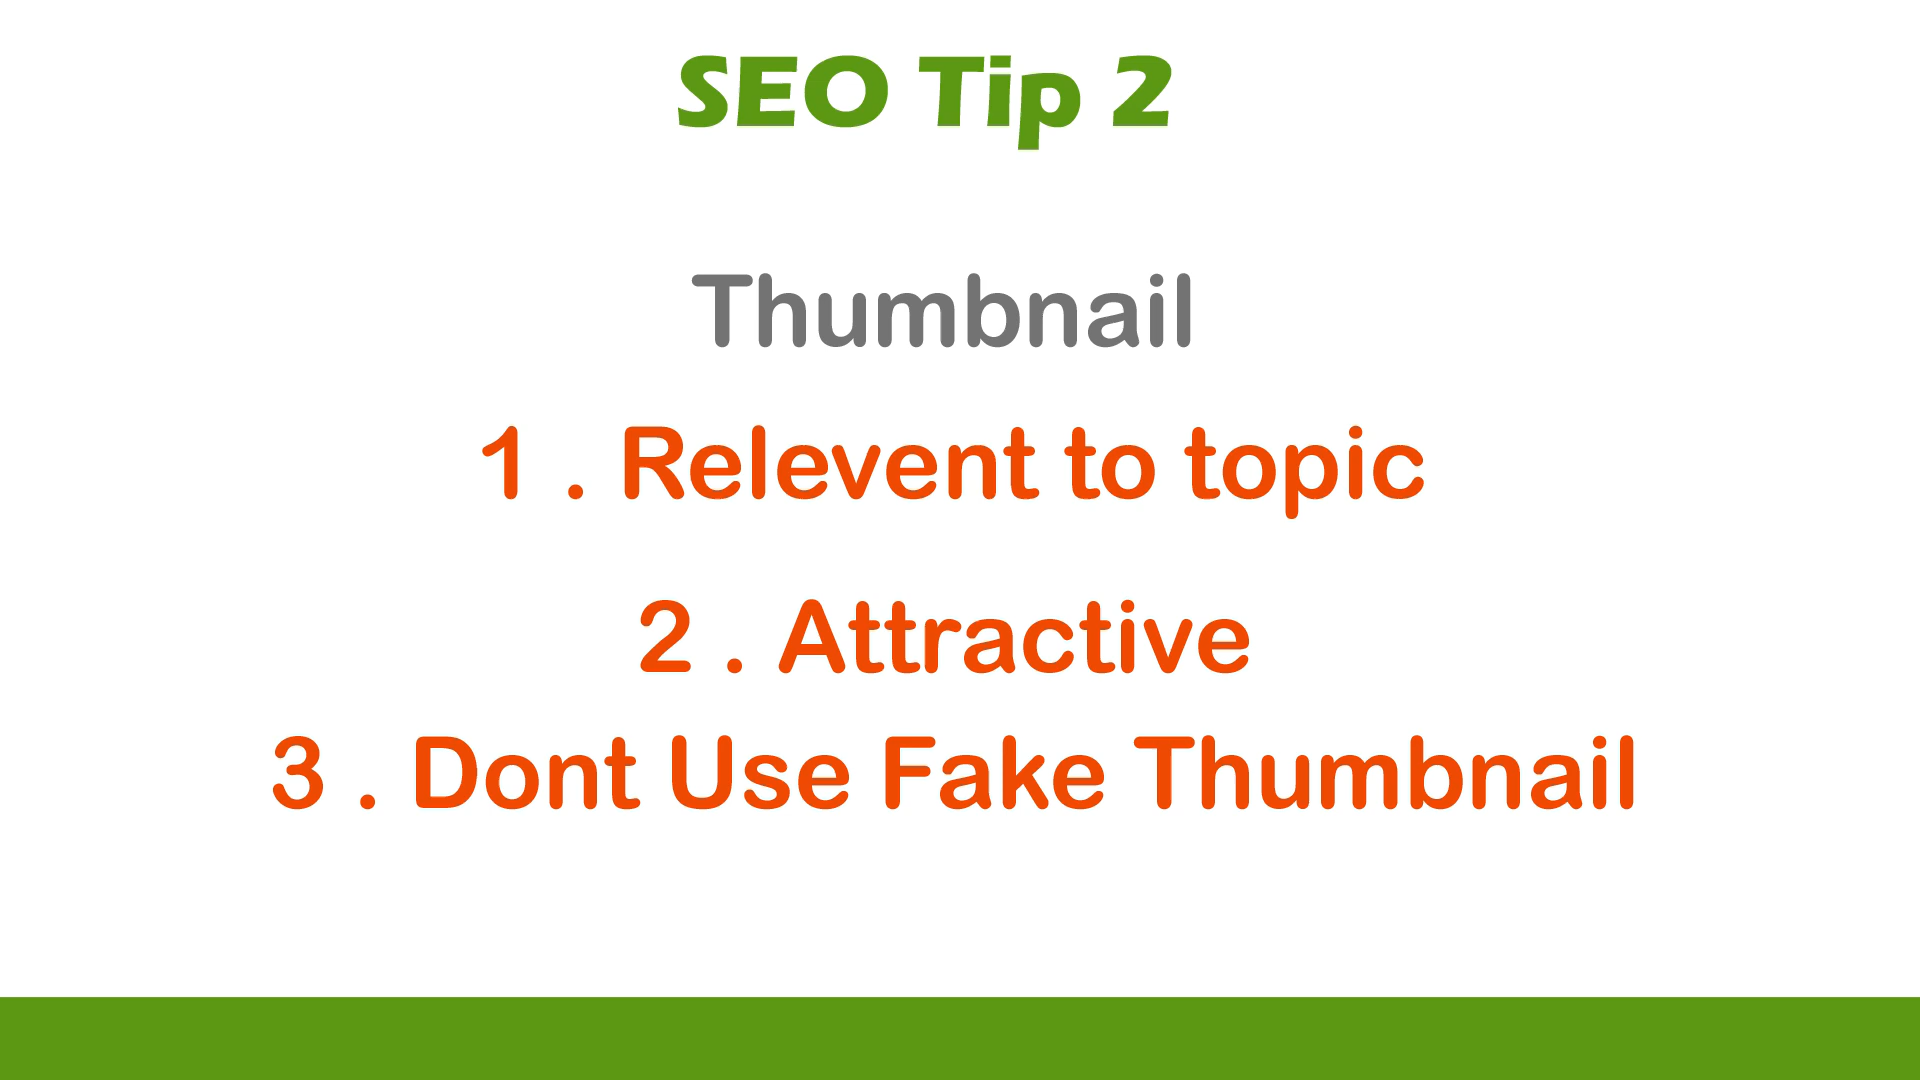 SEO Tip 2
Thumbnail
1 . Relevent to topic
2 . Attractive
3 . Dont Use Fake Thumbnail